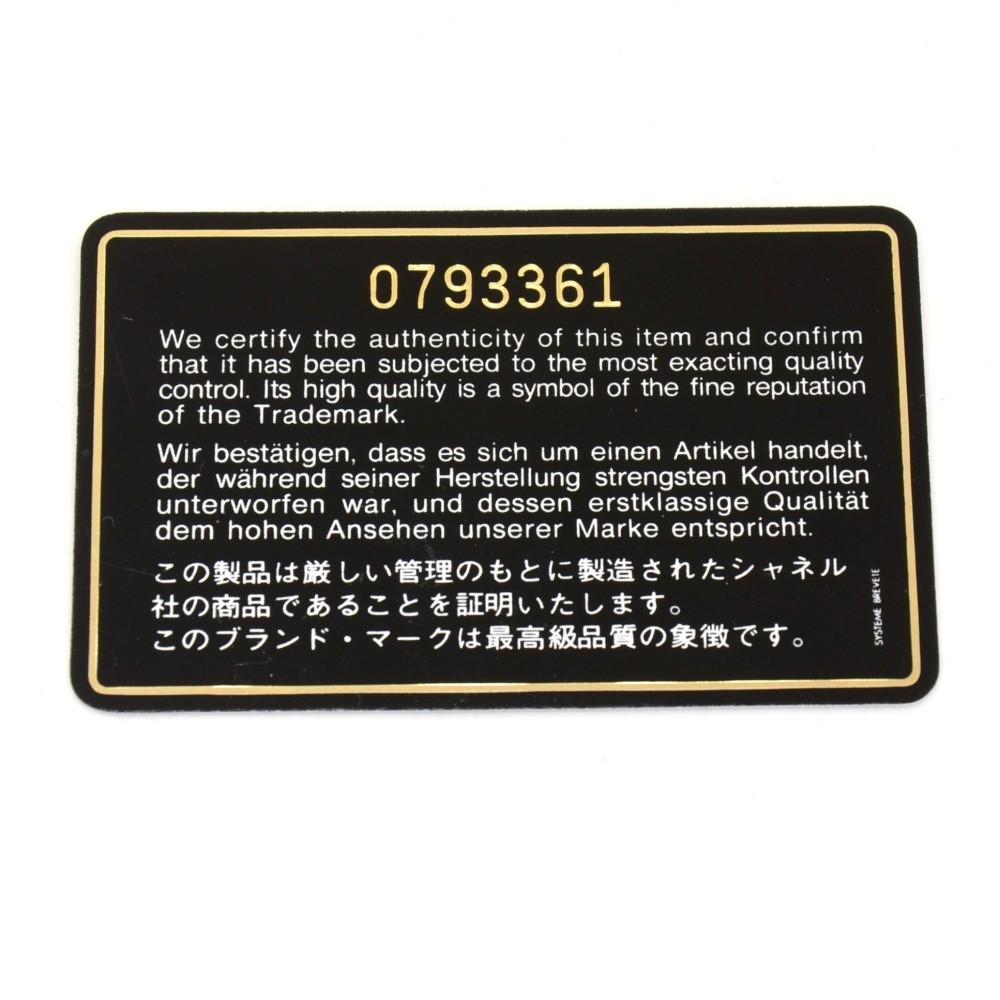 0793361
We certify the authenticity of this item and confirm
that it has been subjected to the most exacting quality
control. Its high quality is a symbol of the fine reputation
of the Trademark.
Wir bestätigen, dass es sich um einen Artikel handelt,
der während seiner Herstellung strengsten Kontrollen
unterworfen war, und dessen erstklassige Qualität
dem hohen Ansehen unserer Marke entspricht.
この製品は厳しい管理のもとに製造されたシャネル
社の商品であることを証明いたします。
このブランド・マークは最高級品質の象徴です。
SYSTEME BREVETE